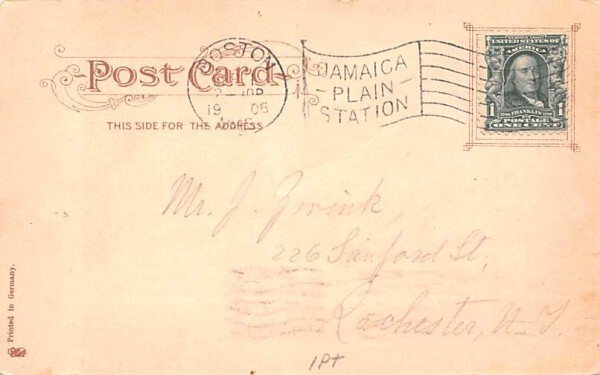 POST CARD
THIS SIDE FOR THE ADDRESS.
BOSTON
19 06
JAMAICA
PLAIN
STATION
UNITED STATES OF AMERICA
FRANKLIN
1 POSTAGE 1
ONE CENT
Mr. J. Zwink
226 Sanford St.,
Rochester, N.Y.
1PT
Printed in Germany.